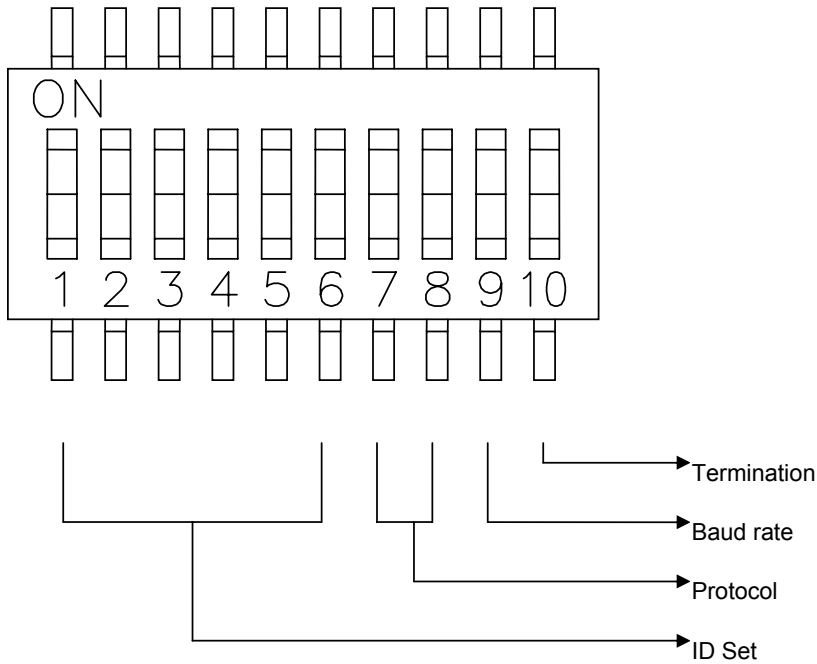 ON
1 2 3 4 5 6 7 8 9 10
Termination
Baud rate
Protocol
ID Set